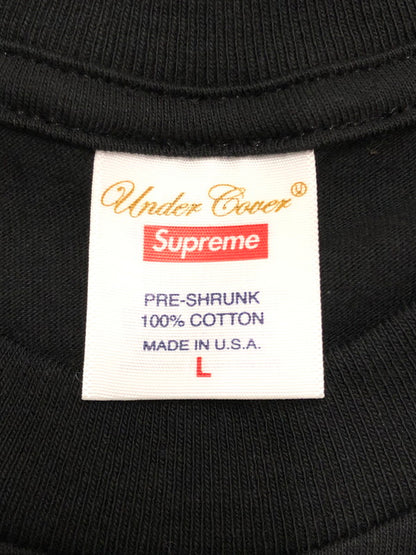 Under Cover®
Supreme
PRE-SHRUNK
100% COTTON
MADE IN U.S.A.
L